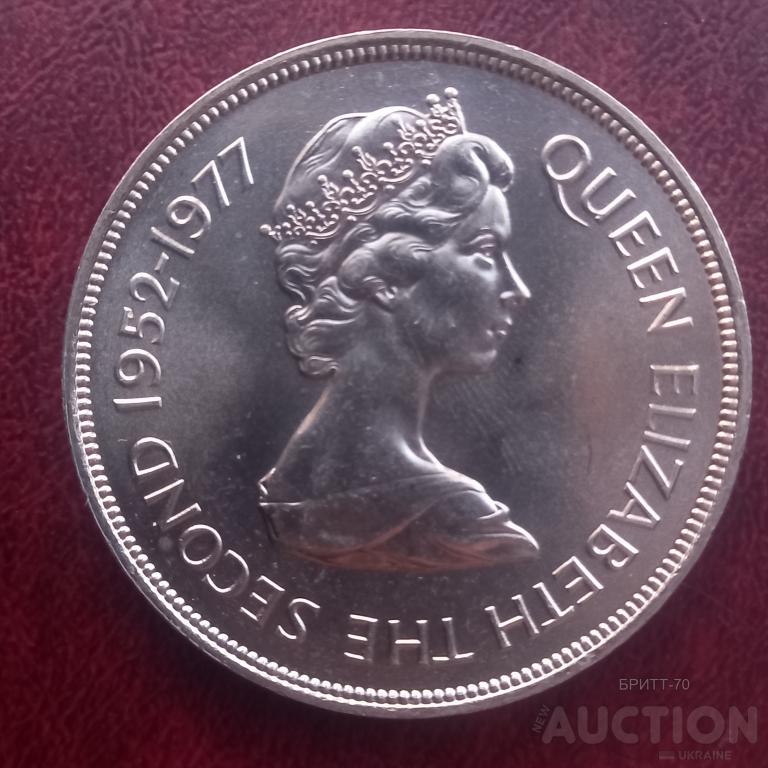 QUEEN ELIZABETH THE SECOND 1952-1977
БРИТТ-70
NEW AUCTION
UKRAINE